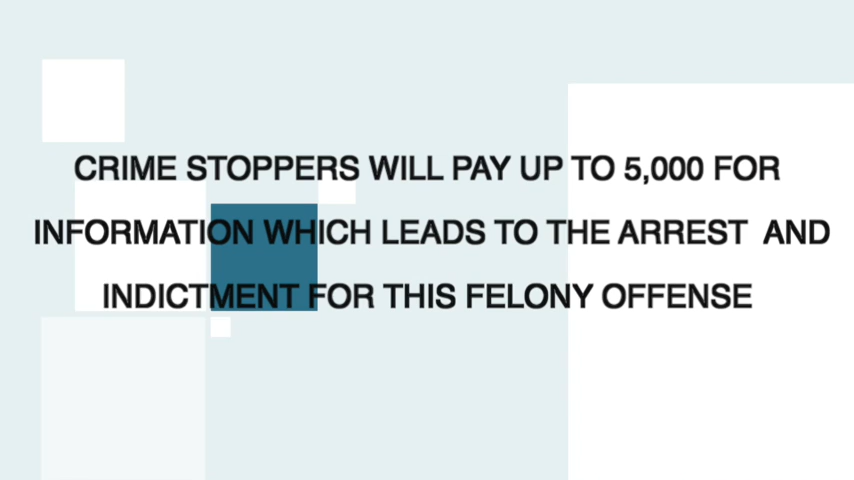 CRIME STOPPERS WILL PAY UP TO 5,000 FOR
INFORMATION WHICH LEADS TO THE ARREST  AND
INDICTMENT FOR THIS FELONY OFFENSE